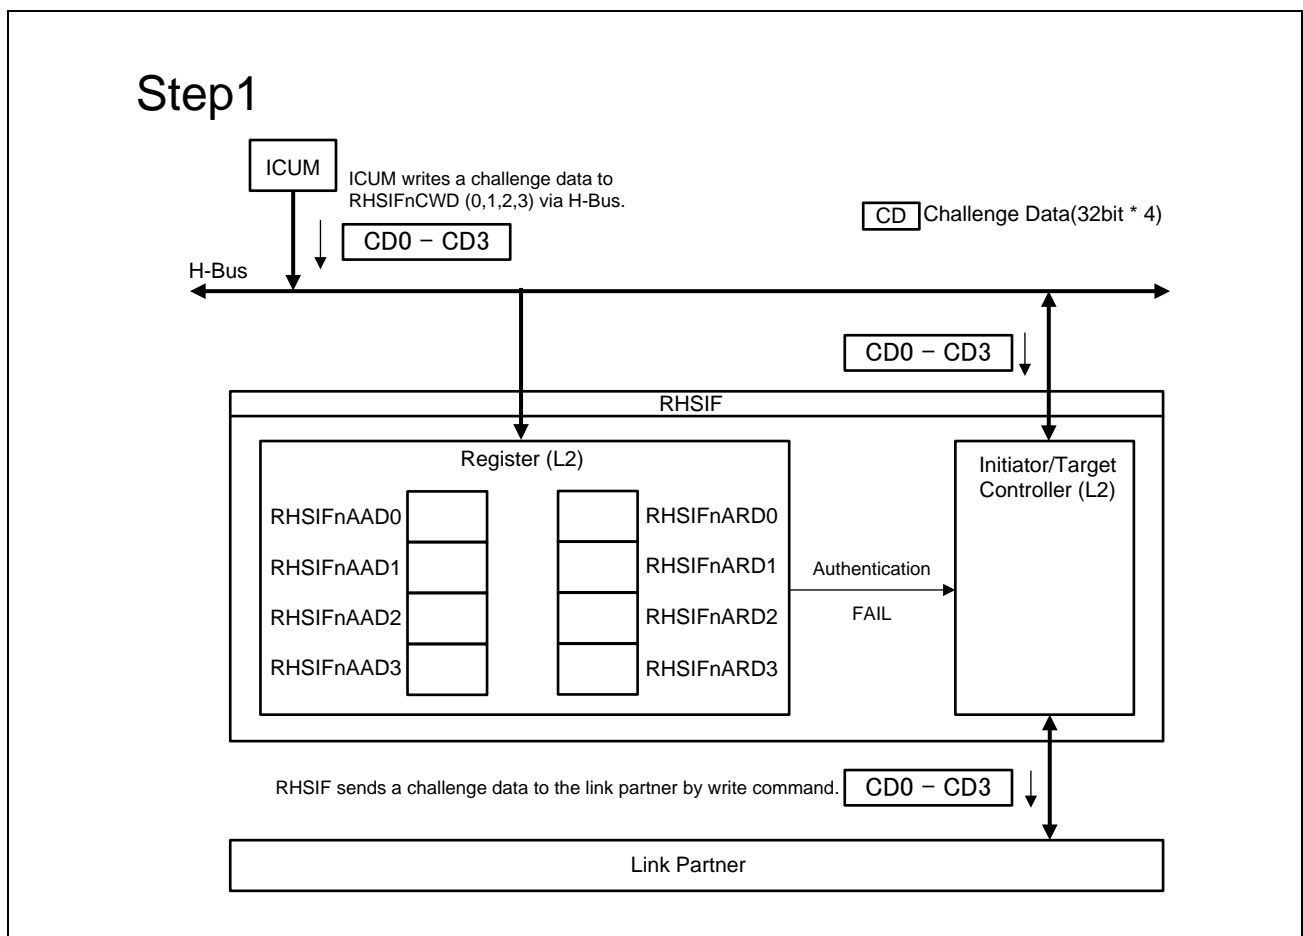 Step1
ICUM
ICUM writes a challenge data to
RHSIFnCWD (0,1,2,3) via H-Bus.
CD Challenge Data(32bit * 4)
CD0 − CD3
H-Bus
CD0 − CD3
RHSIF
Register (L2)
Initiator/Target
Controller (L2)
RHSIFnAAD0
RHSIFnARD0
RHSIFnAAD1
RHSIFnARD1
Authentication
RHSIFnAAD2
RHSIFnARD2
FAIL
RHSIFnAAD3
RHSIFnARD3
RHSIF sends a challenge data to the link partner by write command.
CD0 − CD3
Link Partner